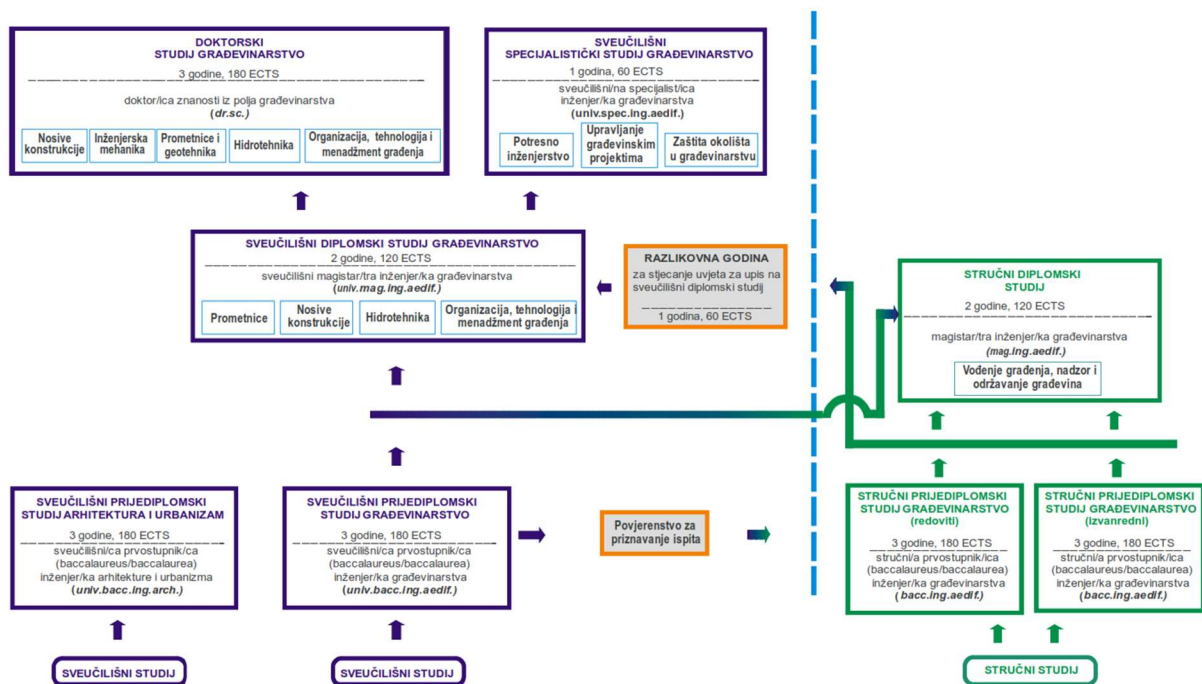 DOKTORSKI
STUDIJ GRAĐEVINARSTVO
3 godine, 180 ECTS
doktor/ica znanosti iz polja građevinarstva
(dr.sc.)
Nosive
konstrukcije
Inženjerska
mehanika
Prometnice i
geotehnika
Hidrotehnika
Organizacija, tehnologija i
menadžment građenja
SVEUČILIŠNI
SPECIJALISTIČKI STUDIJ GRAĐEVINARSTVO
1 godina, 60 ECTS
sveučilišni/na specijalist/ica
inženjer/ka građevinarstva
(univ.spec.ing.aedif.)
Potresno
inženjerstvo
Upravljanje
građevinskim
projektima
Zaštita okolišta
u građevinarstvu
SVEUČILIŠNI DIPLOMSKI STUDIJ GRAĐEVINARSTVO
2 godine, 120 ECTS
sveučilišni magistar/tra inženjer/ka građevinarstva
(univ.mag.ing.aedif.)
Prometnice
Nosive
konstrukcije
Hidrotehnika
Organizacija, tehnologija i
menadžment građenja
RAZLIKOVNA GODINA
za stjecanje uvjeta za upis na
sveučilišni diplomski studij
1 godina, 60 ECTS
STRUČNI DIPLOMSKI
STUDIJ
2 godine, 120 ECTS
magistar/tra inženjer/ka građevinarstva
(mag.ing.aedif.)
Vođenje građenja, nadzor i
održavanje građevina
SVEUČILIŠNI PRIJEDIPLOMSKI
STUDIJ ARHITEKTURA I URBANIZAM
3 godine, 180 ECTS
sveučilišni/ca prvostupnik/ca
(baccalaureus/baccalaurea)
inženjer/ka arhitekture i urbanizma
(univ.bacc.ing.arch.)
SVEUČILIŠNI PRIJEDIPLOMSKI
STUDIJ GRAĐEVINARSTVO
3 godine, 180 ECTS
sveučilišni/ca prvostupnik/ca
(baccalaureus/baccalaurea)
inženjer/ka građevinarstva
(univ.bacc.ing.aedif.)
Povjerenstvo za
priznavanje ispita
STRUČNI PRIJEDIPLOMSKI
STUDIJ GRAĐEVINARSTVO
(redoviti)
3 godine, 180 ECTS
stručni/a prvostupnik/ica
(baccalaureus/baccalaurea)
inženjer/ka građevinarstva
( bacc.ing.aedif.)
STRUČNI PRIJEDIPLOMSKI
STUDIJ GRAĐEVINARSTVO
(izvanredni)
3 godine, 180 ECTS
stručni/a prvostupnik/ica
(baccalaureus/baccalaurea)
inženjer/ka građevinarstva
(bacc.ing.aedif.)
SVEUČILIŠNI STUDIJ
SVEUČILIŠNI STUDIJ
STRUČNI STUDIJ